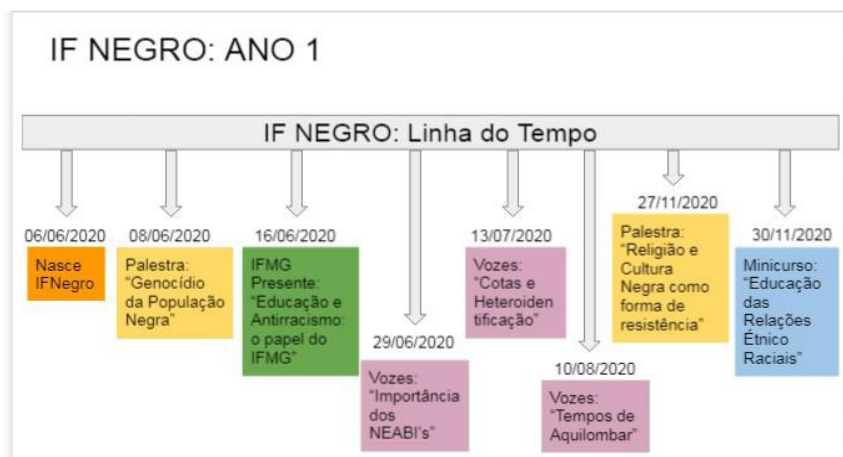 IF NEGRO: ANO 1
IF NEGRO: Linha do Tempo
06/06/2020
Nasce
IFNegro
08/06/2020
Palestra:
“Genocídio
da População
Negra”
16/06/2020
IFMG
Presente:
“Educação e
Antirracismo:
o papel do
IFMG”
29/06/2020
Vozes:
“Importância
dos
NEABI's”
13/07/2020
Vozes:
“Cotas e
Heteroiden
tificação”
10/08/2020
Vozes:
“Tempos de
Aquilombar”
27/11/2020
Palestra:
“Religião e
Cultura
Negra como
forma de
resistência”
30/11/2020
Minicurso:
“Educação
das
Relações
Étnico
Raciais”